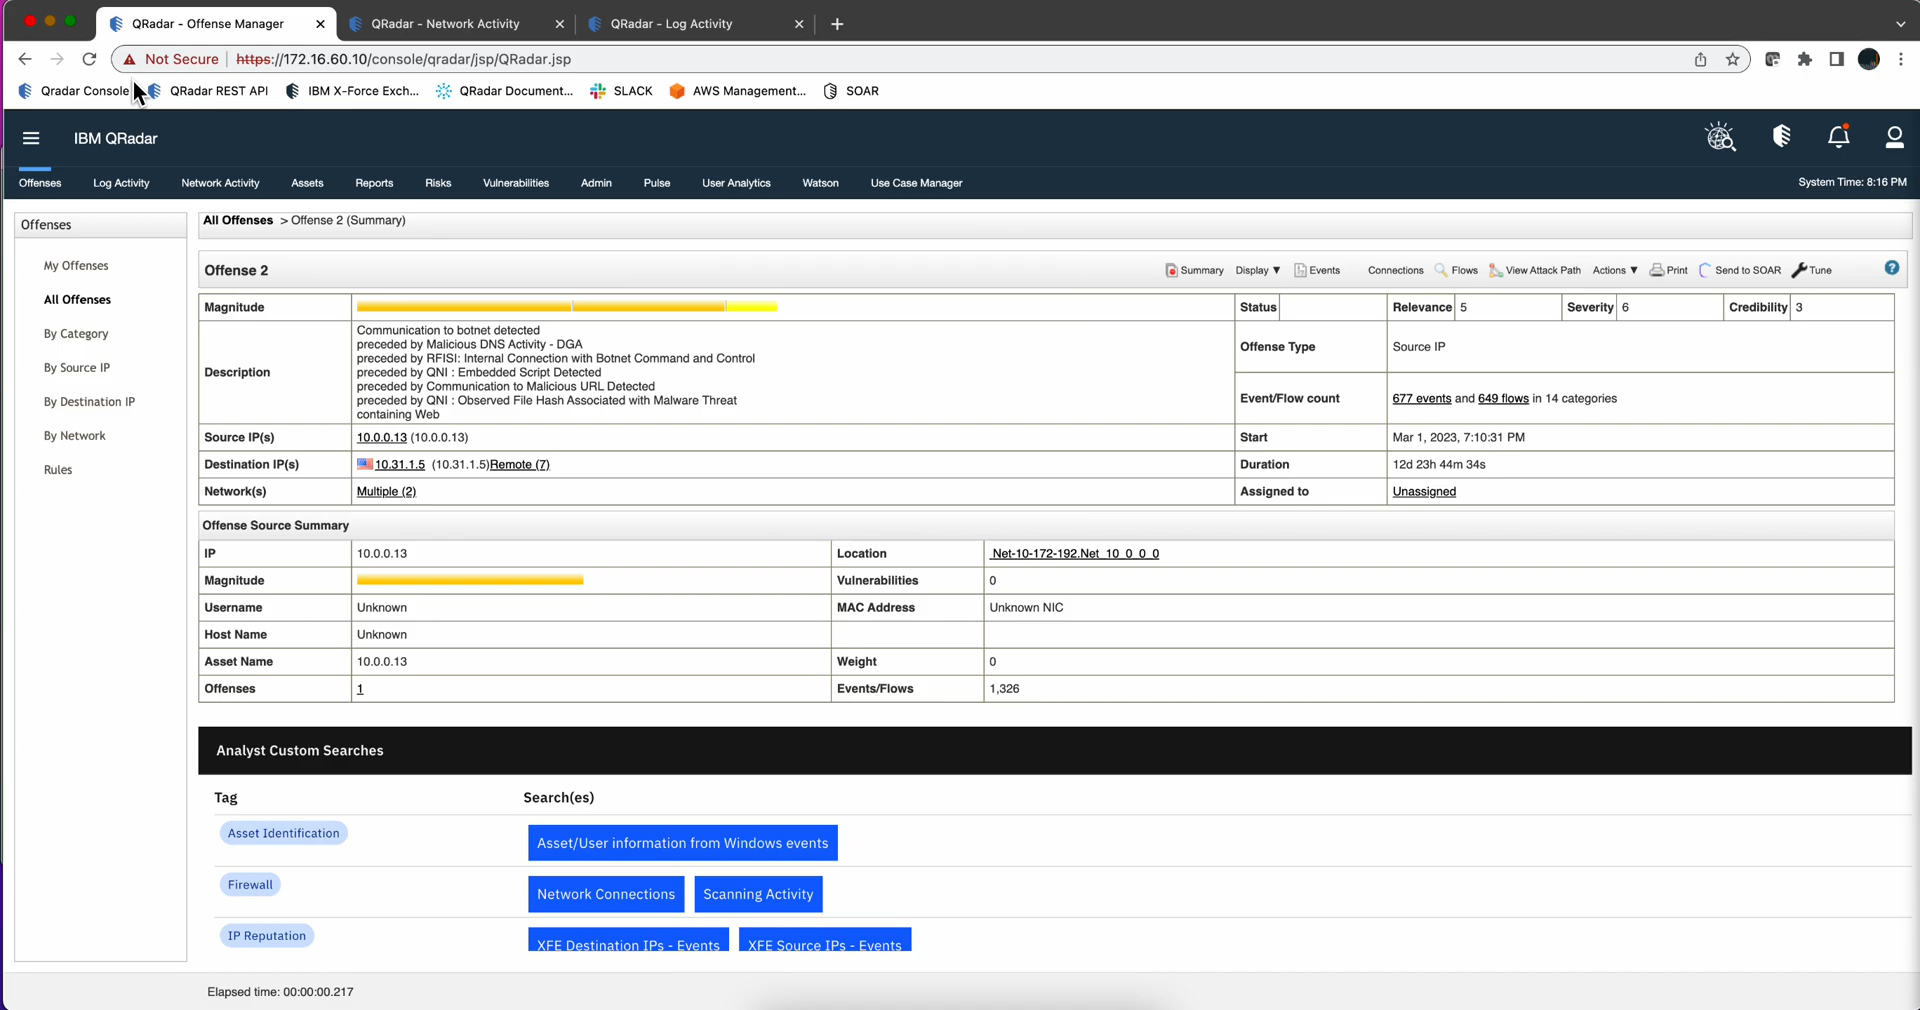 QRadar - Offense Manager
QRadar - Network Activity
QRadar - Log Activity
Not Secure
https://172.16.60.10/console/qradar/jsp/QRadar.jsp
Qradar Console
QRadar REST API
IBM X-Force Exch...
QRadar Document...
SLACK
AWS Management...
SOAR
IBM QRadar
Offenses
Log Activity
Network Activity
Assets
Reports
Risks
Vulnerabilities
Admin
Pulse
User Analytics
Watson
Use Case Manager
System Time: 8:16 PM
Offenses
My Offenses
All Offenses
By Category
By Source IP
By Destination IP
By Network
Rules
All Offenses > Offense 2 (Summary)
Offense 2
Summary
Display ▼
Events
Connections
Flows
View Attack Path
Actions ▼
Print
Send to SOAR
Tune
?
Magnitude
Status
Relevance 5
Severity 6
Credibility 3
Description
Communication to botnet detected
preceded by Malicious DNS Activity - DGA
preceded by RFISI: Internal Connection with Botnet Command and Control
preceded by QNI : Embedded Script Detected
preceded by Communication to Malicious URL Detected
preceded by QNI : Observed File Hash Associated with Malware Threat
containing Web
Offense Type
Source IP
Event/Flow count
677 events and 649 flows in 14 categories
Source IP(s)
10.0.0.13 (10.0.0.13)
Start
Mar 1, 2023, 7:10:31 PM
Destination IP(s)
10.31.1.5 (10.31.1.5)Remote (7)
Duration
12d 23h 44m 34s
Network(s)
Multiple (2)
Assigned to
Unassigned
Offense Source Summary
IP
10.0.0.13
Location
Net-10-172-192.Net_10_0_0_0
Magnitude
Vulnerabilities
0
Username
Unknown
MAC Address
Unknown NIC
Host Name
Unknown
Asset Name
10.0.0.13
Weight
0
Offenses
1
Events/Flows
1,326
Analyst Custom Searches
Tag
Search(es)
Asset Identification
Asset/User information from Windows events
Firewall
Network Connections
Scanning Activity
IP Reputation
XFE Destination IPs - Events
XFE Source IPs - Events
Elapsed time: 00:00:00.217